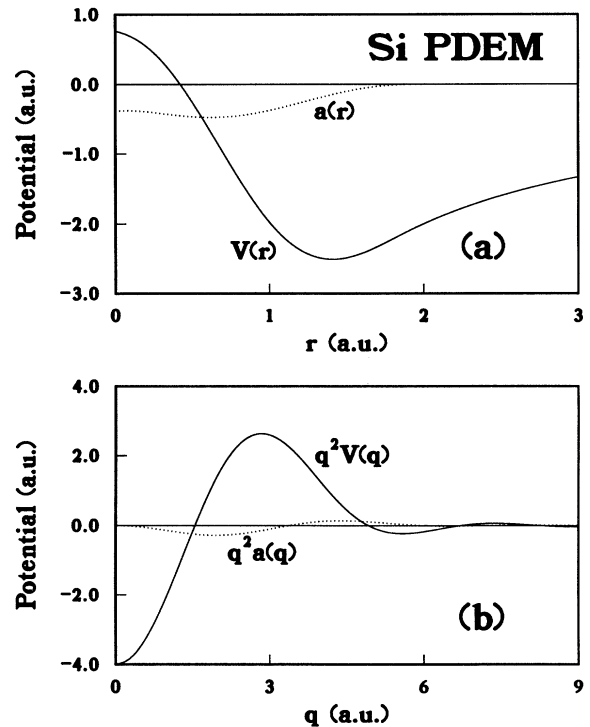 Si PDEM
Potential (a.u.)
1.0
0.0
−1.0
−2.0
−3.0
a(r)
V(r)
(a)
0 1 2 3
r (a.u.)
Potential (a.u.)
4.0
2.0
0.0
−2.0
−4.0
q²V(q)
q²a(q)
(b)
0 3 6 9
q (a.u.)